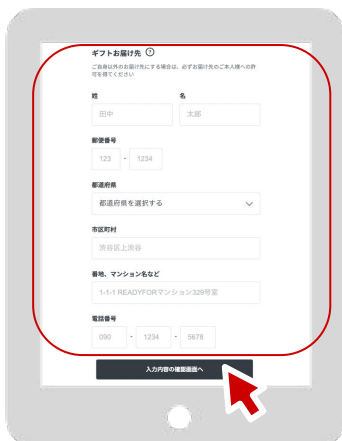 ギフトお届け先 ?
ご自身以外のお届け先にする場合は、必ずお届け先のご本人様への許
可を得てください
姓 名
田中 太郎
郵便番号
123 - 1234
都道府県
都道府県を選択する
市区町村
渋谷区上渋谷
番地、マンション名など
1-1-1 READYFORマンション329号室
電話番号
090 - 1234 - 5678
入力内容の確認画面へ